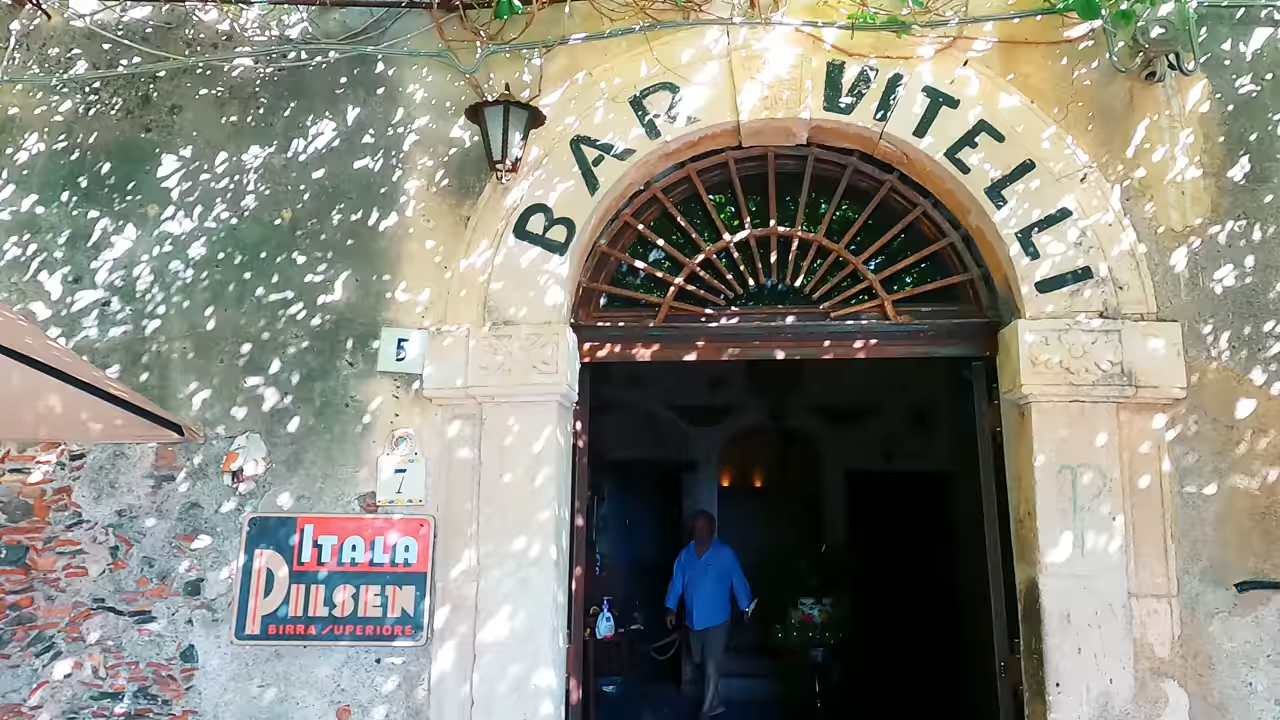 BAR VITELLI
5
7
ITALA
PILSEN
BIRRA SUPERIORE